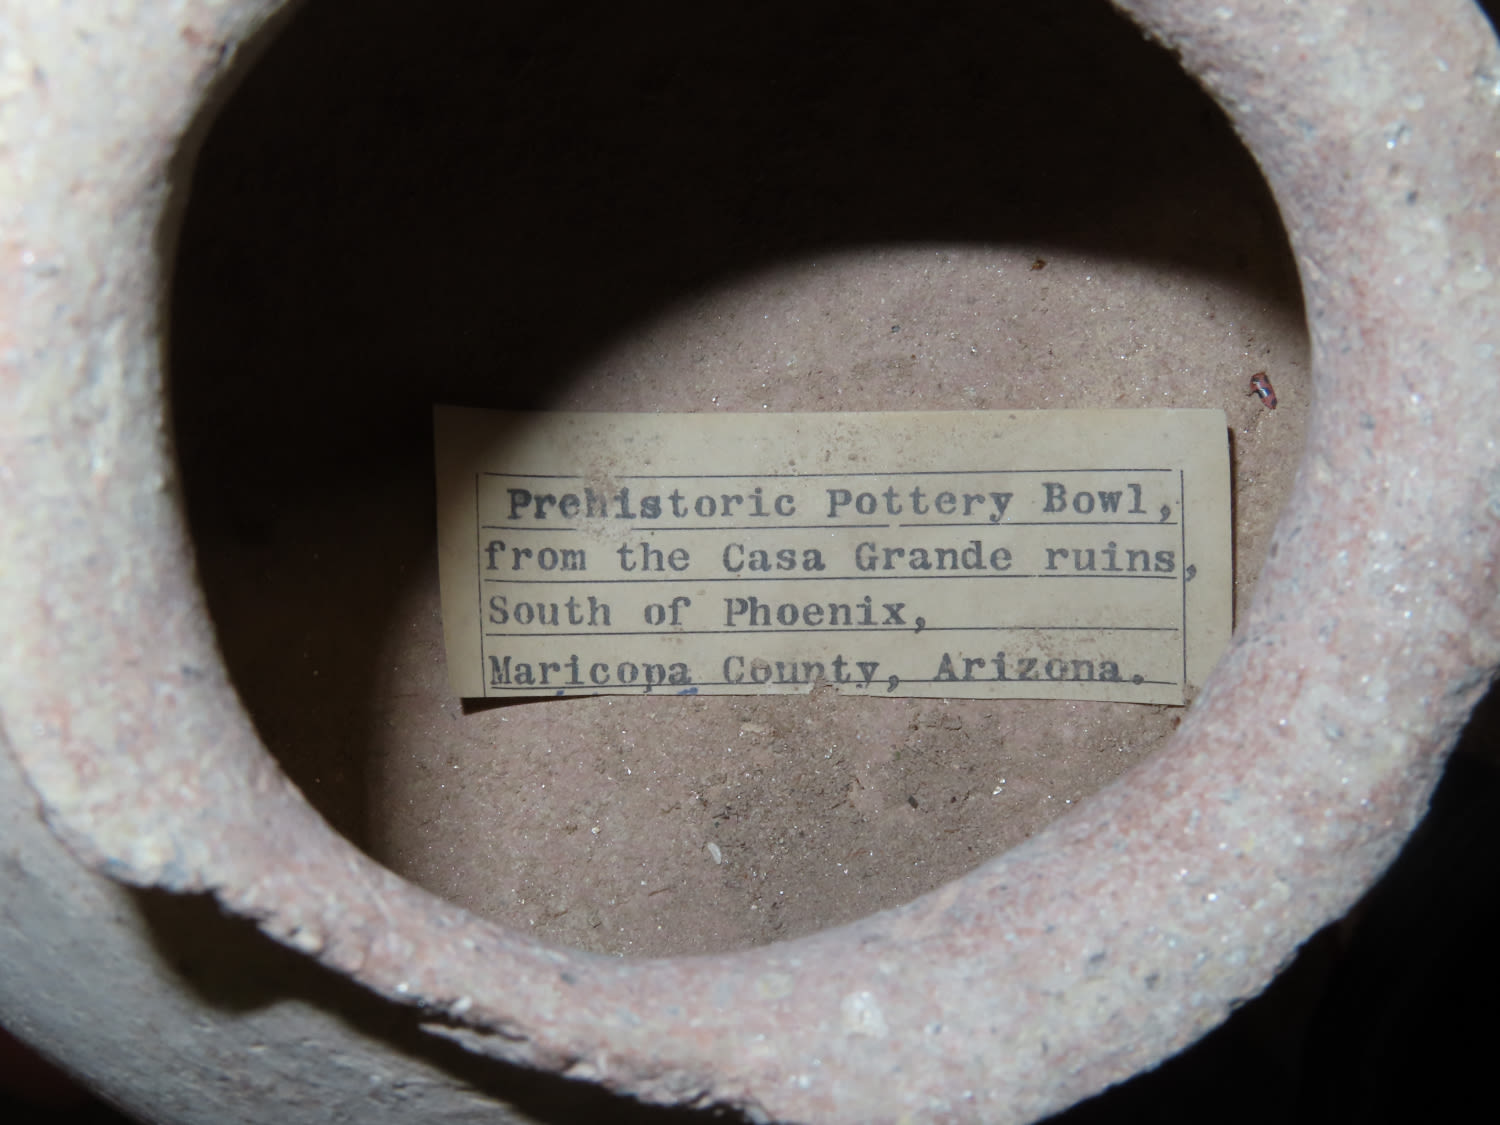 Prehistoric Pottery Bowl,
from the Casa Grande ruins,
South of Phoenix,
Maricopa County, Arizona.